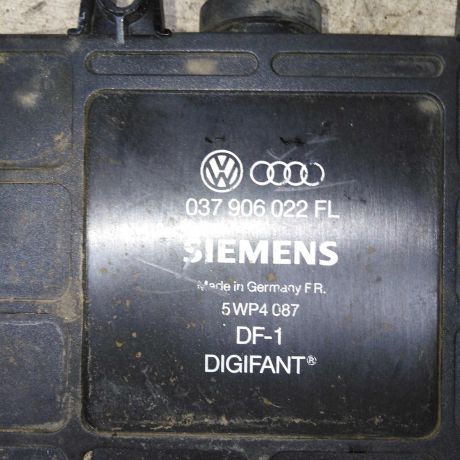 037 906 022 FL
SIEMENS
Made in Germany F.R.
5WP4 087
DF-1
DIGIFANT®